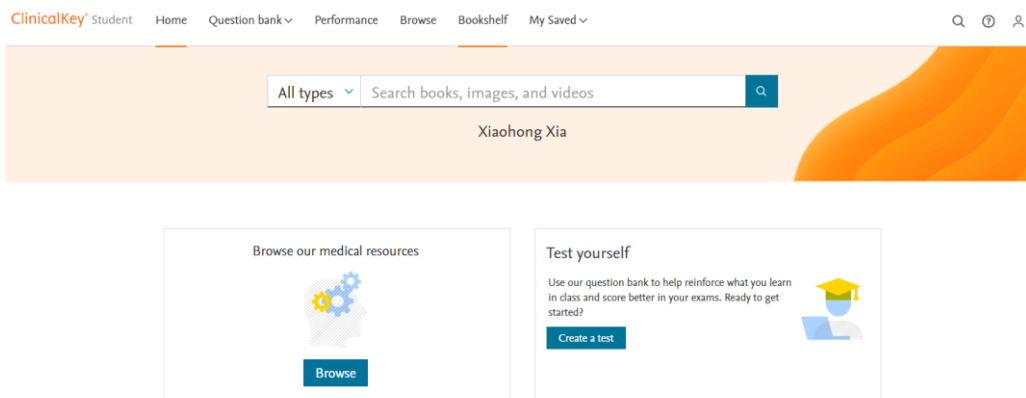 ClinicalKey® Student Home Question bank Performance Browse Bookshelf My Saved
All types Search books, images, and videos
Xiaohong Xia
Browse our medical resources
Browse
Test yourself
Use our question bank to help reinforce what you learn
in class and score better in your exams. Ready to get
started?
Create a test